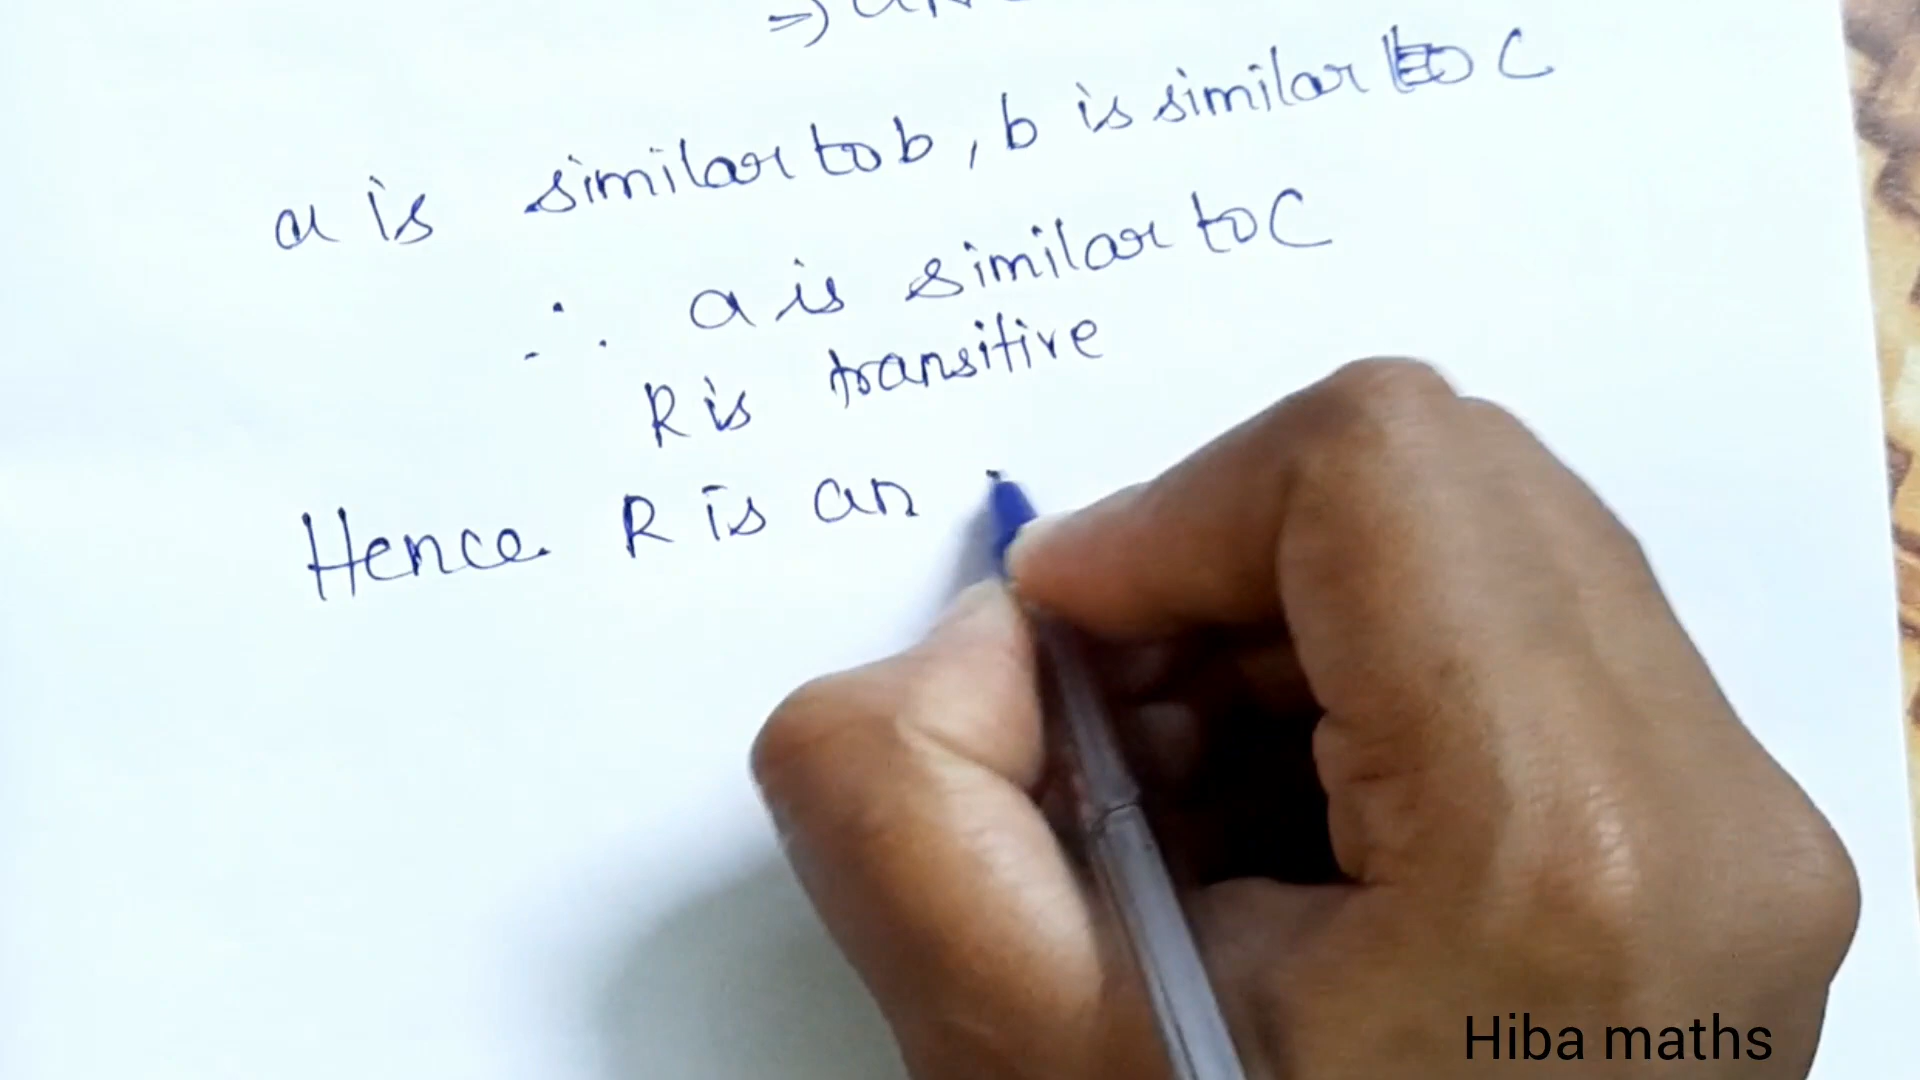 a is similar to b, b is similar to c
∴ a is similar to c
R is transitive
Hence R is an
Hiba maths